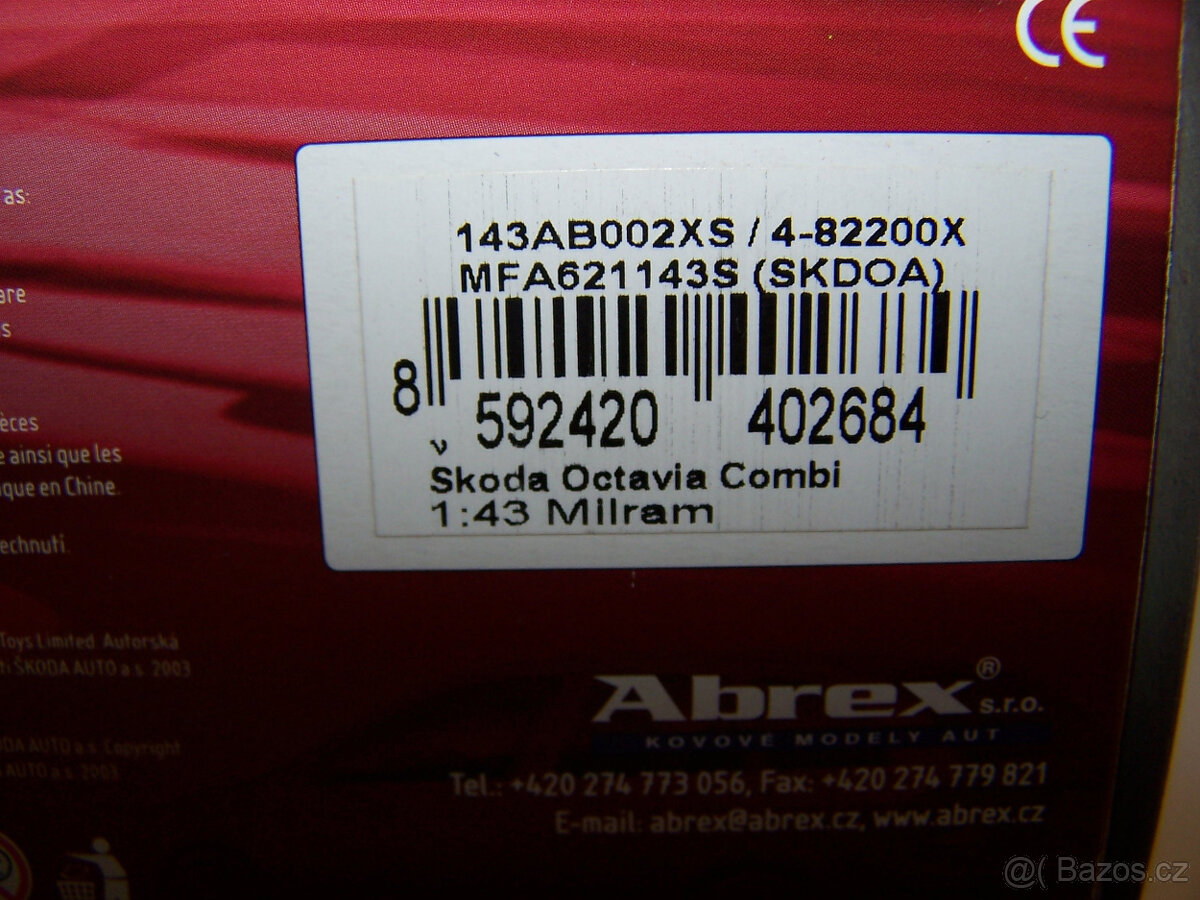 CE
as:
are
s
èces
e ainsi que les
que en Chine.
echnutí.
Toys Limited. Autorská
ti ŠKODA AUTO a.s. 2003
DA AUTO a.s. Copyright
AUTO a.s. 2003
143AB002XS / 4-82200X
MFA621143S (SKDOA)
8 592420 402684
v
Skoda Octavia Combi
1:43 Milram
Abrex® s.r.o.
KOVOVÉ MODELY AUT
Tel.: +420 274 773 056, Fax: +420 274 779 821
E-mail: abrex@abrex.cz, www.abrex.cz
@( Bazos.cz